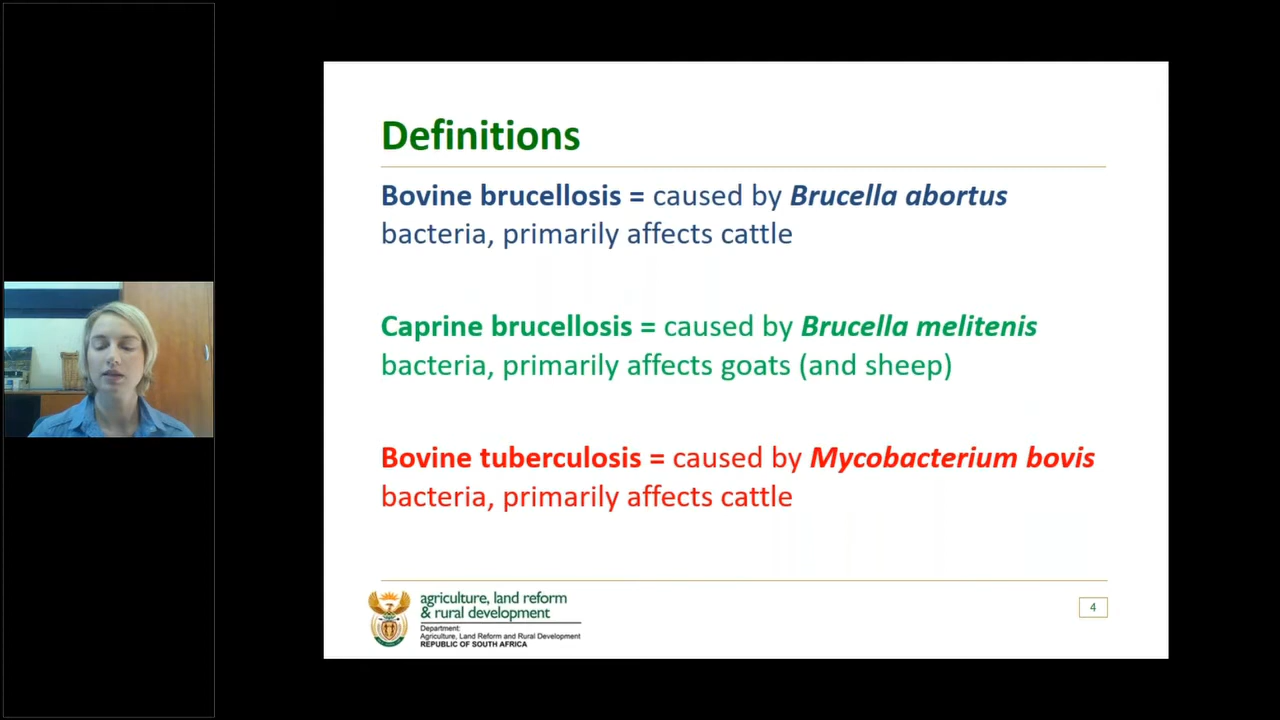 Definitions
Bovine brucellosis = caused by Brucella abortus
bacteria, primarily affects cattle
Caprine brucellosis = caused by Brucella melitenis
bacteria, primarily affects goats (and sheep)
Bovine tuberculosis = caused by Mycobacterium bovis
bacteria, primarily affects cattle
agriculture, land reform
& rural development
Department:
Agriculture, Land Reform and Rural Development
REPUBLIC OF SOUTH AFRICA
4